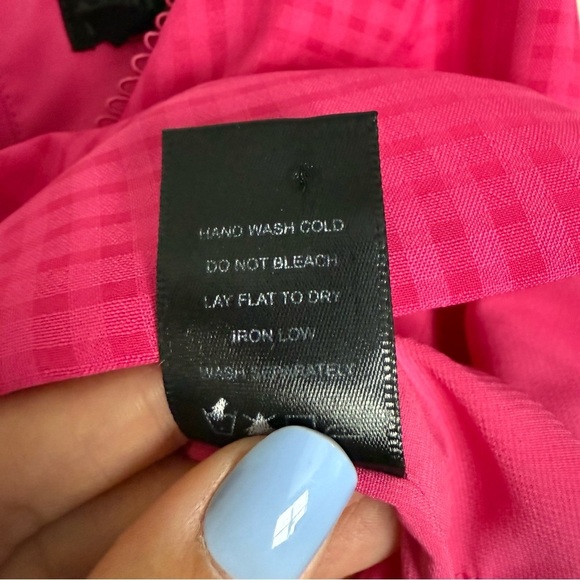 HAND WASH COLD
DO NOT BLEACH
LAY FLAT TO DRY
IRON LOW
WASH SEPARATELY